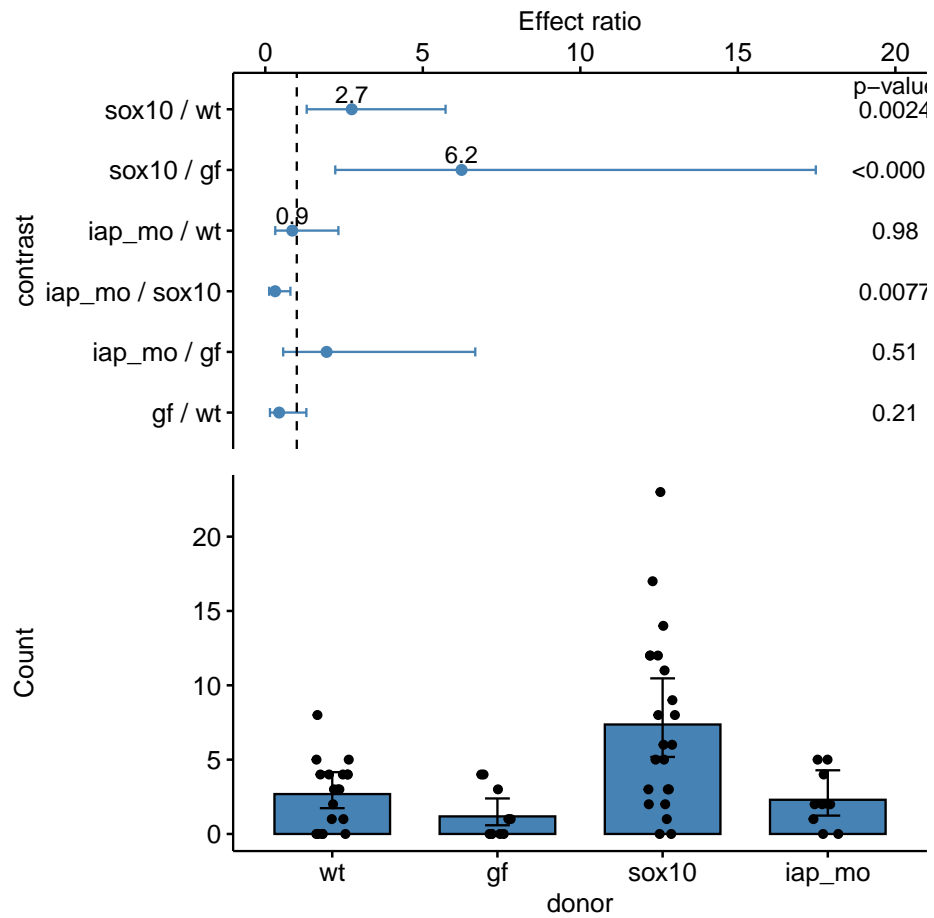 Effect ratio
0 5 10 15 20
p−value
sox10 / wt 2.7 0.0024
sox10 / gf 6.2 <0.000
iap_mo / wt 0.9 0.98
iap_mo / sox10 0.0077
iap_mo / gf 0.51
gf / wt 0.21
contrast
20
15
10
5
0
Count
wt gf sox10 iap_mo
donor